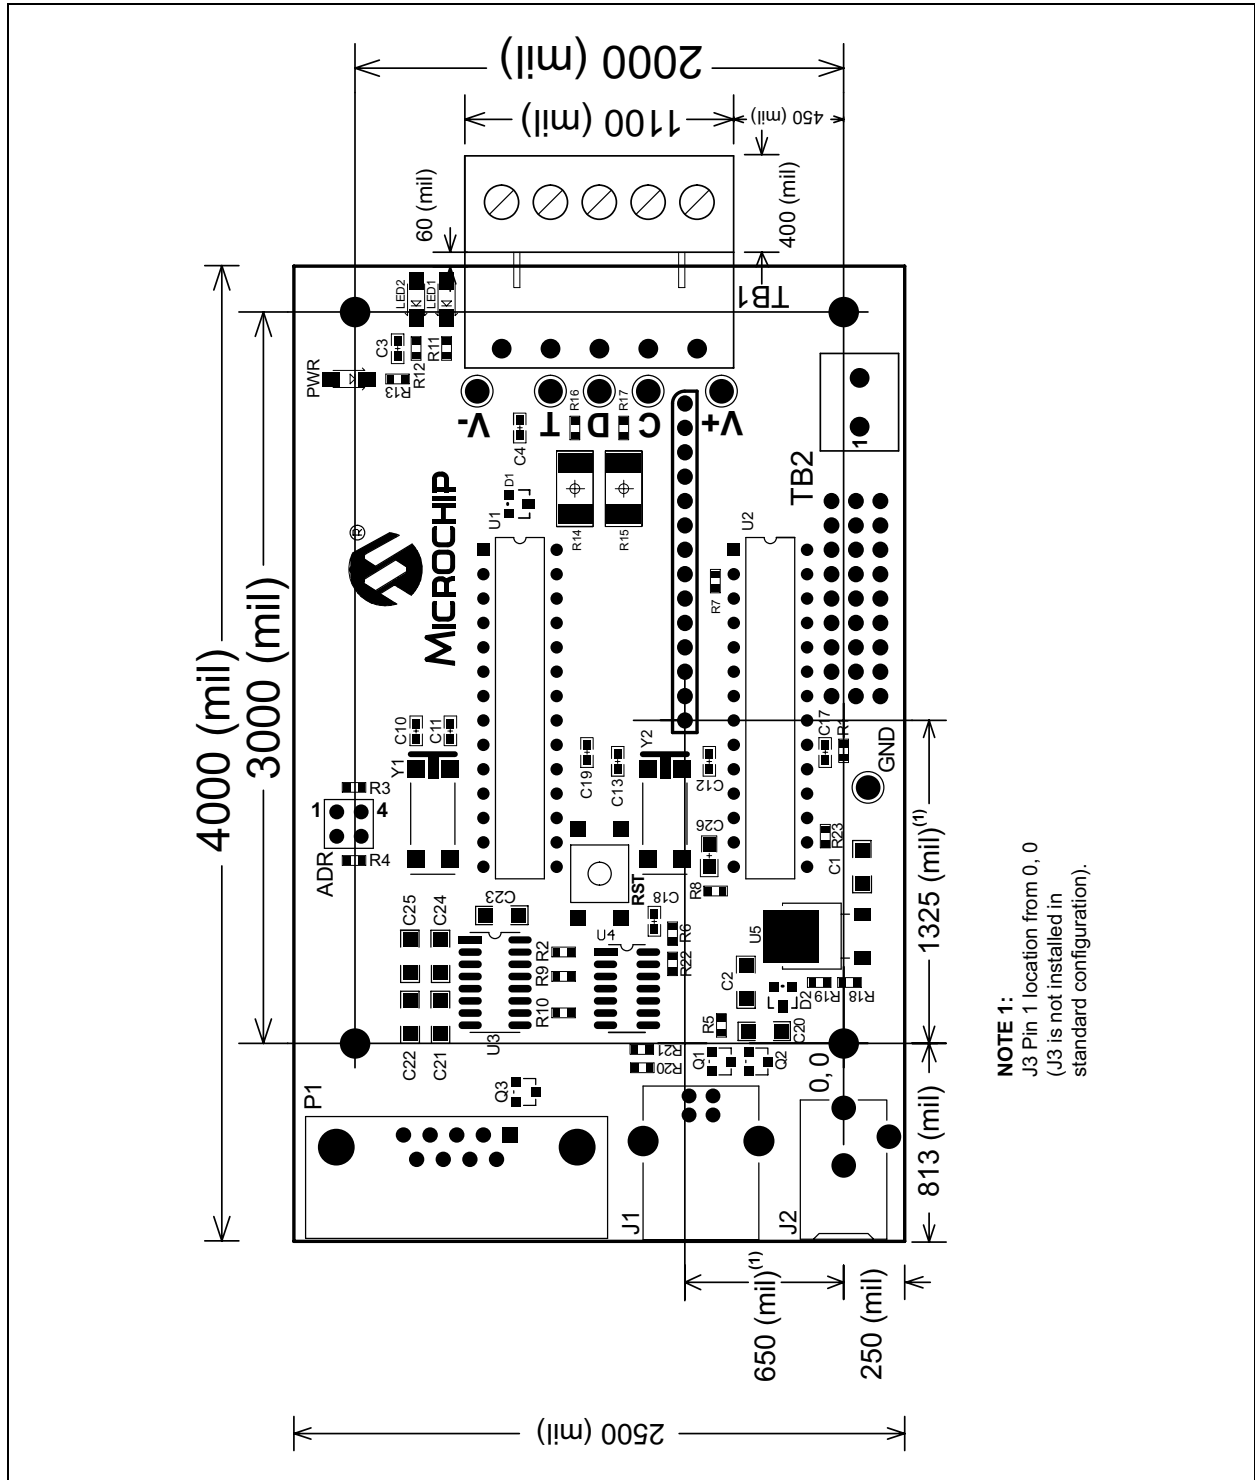 2000 (mil)
1100 (mil)
450 (mil)
60 (mil)
400 (mil)
4000 (mil)
3000 (mil)
LED2
LED1
TB1
PWR
C3
R13
R12
R11
V-
T
D
C
V+
R16
R17
C4
D1
U1
R14
R15
®
MICROCHIP
U2
R7
TB2
1
C10
C11
Y1
Y2
C19
C13
C12
C17
R1
GND
1
4
ADR
R3
R4
C26
R23
C1
R8
RST
C18
C25
C24
C23
U4
R2
R9
R10
R6
R22
U5
C2
D2
R19
R18
R5
C20
C22
C21
U3
R21
R20
Q1
Q2
Q3
0, 0
P1
J1
J2
1325 (mil)(1)
813 (mil)
650 (mil)(1)
250 (mil)
2500 (mil)
NOTE 1:
J3 Pin 1 location from 0, 0
(J3 is not installed in
standard configuration).